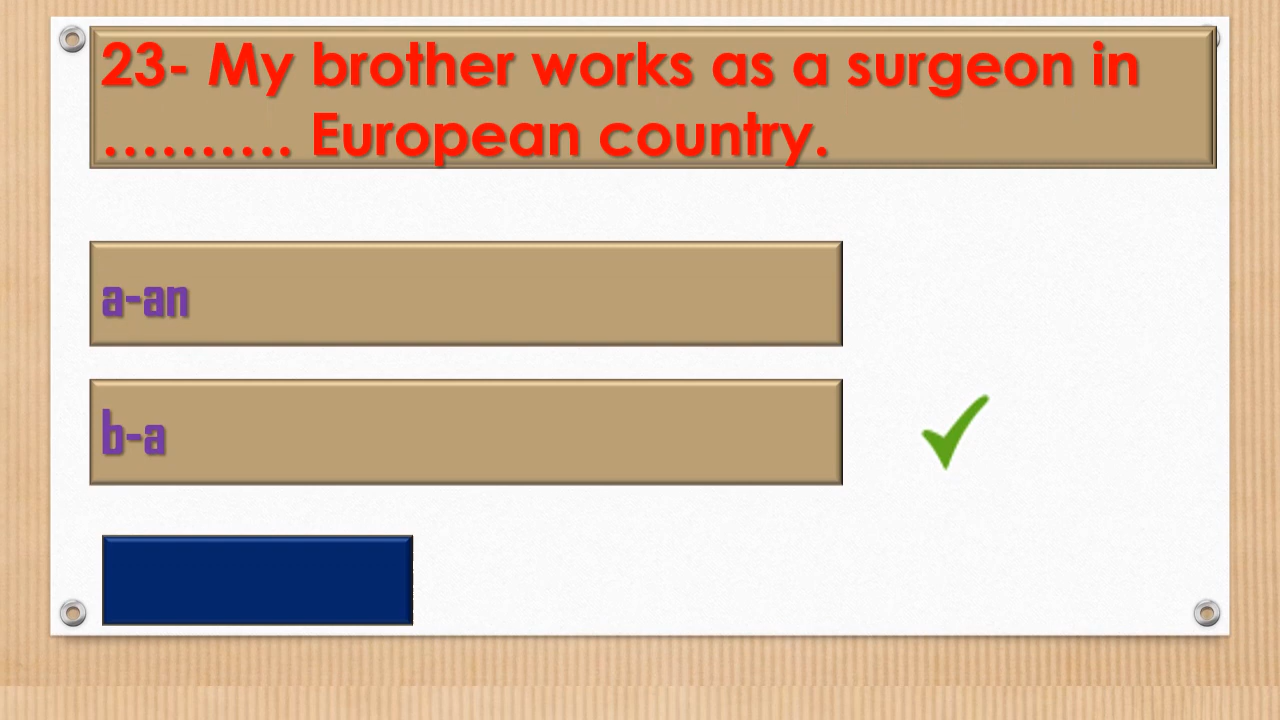 23- My brother works as a surgeon in
………. European country.
a-an
b-a